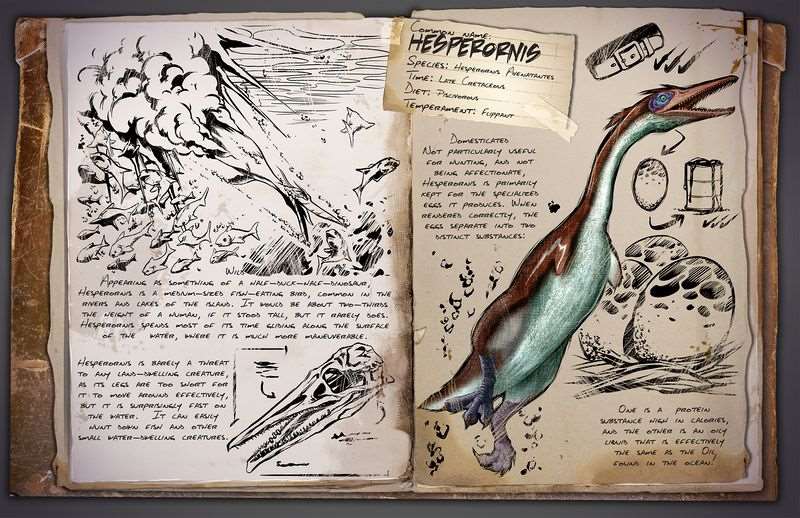 Common name:
HESPERORNIS
Species: Hesperornis Avenatantes
Time: Late Cretaceous
Diet: Piscivorous
Temperament: Flippant
Wild
Appearing as something of a half-duck-half-dinosaur,
Hesperornis is a medium-sized fish-eating bird, common in the
rivers and lakes of the island. It would be about two-thirds
the height of a human, if it stood tall, but it rarely does.
Hesperornis spends most of its time gliding along the surface
of the water, where it is much more maneuverable.
Hesperornis is barely a threat
to any land-dwelling creature,
as its legs are too short for
it to move around effectively,
but it is surprisingly fast on
the water. It can easily
hunt down fish and other
small water-dwelling creatures.
Domesticated
Not particularly useful
for hunting, and not
being affectionate,
Hesperornis is primarily
kept for the specialized
eggs it produces. When
rendered correctly, the
eggs separate into two
distinct substances:
One is a protein
substance high in calories,
and the other is an oily
liquid that is effectively
the same as the Oil
found in the ocean.